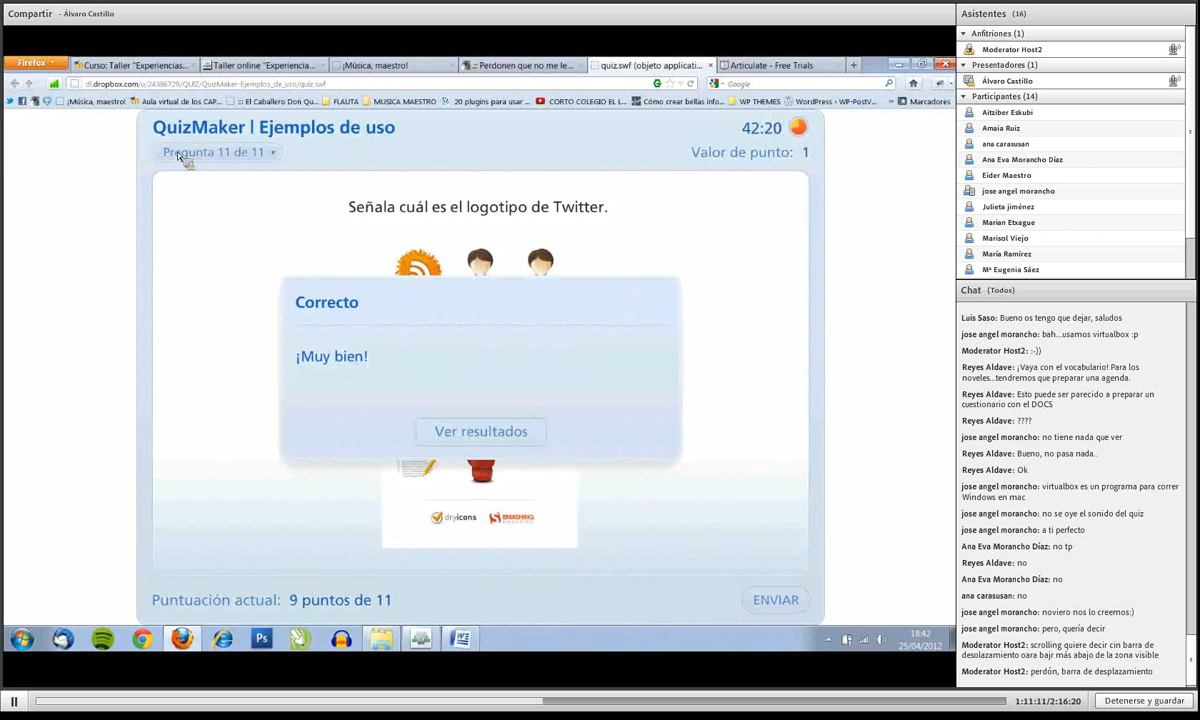 Compartir - Álvaro Castillo
Firefox
Curso: Taller "Experiencias...
Taller online "Experiencias...
¡Música, maestro!
.:: Perdonen que no me le...
quiz.swf (objeto applicati...
Articulate - Free Trials
dl.dropbox.com/u/24386729/QUIZ/QuizMaker-Ejemplos_de_uso/quiz.swf
Google
¡Música, maestro!
Aula virtual de los CAP...
::: El Caballero Don Qu...
FLAUTA
MUSICA MAESTRO
20 plugins para usar ...
CORTO COLEGIO EL I...
Cómo crear bellas info...
WP THEMES
WordPress › WP-PostV...
Marcadores
QuizMaker | Ejemplos de uso
42:20
Pregunta 11 de 11
Valor de punto: 1
Señala cuál es el logotipo de Twitter.
Correcto
¡Muy bien!
Ver resultados
dryicons
SMASHING
Puntuación actual: 9 puntos de 11
ENVIAR
18:42
25/04/2012
Asistentes (16)
Anfitriones (1)
Moderator Host2
Presentadores (1)
Álvaro Castillo
Participantes (14)
Aitziber Eskubi
Amaia Ruiz
ana carasusan
Ana Eva Morancho Díaz
Eider Maestro
jose angel morancho
Julieta jiménez
Marian Etxague
Marisol Viejo
María Ramírez
Mª Eugenia Sáez
Chat (Todos)
Luis Saso: Bueno os tengo que dejar, saludos
jose angel morancho: bah...usamos virtualbox :p
Moderator Host2: :-))
Reyes Aldave: ¡Vaya con el vocabulario! Para los
noveles...tendremos que preparar una agenda.
Reyes Aldave: Esto puede ser parecido a preparar un
cuestionario con el DOCS
Reyes Aldave: ????
jose angel morancho: no tiene nada que ver
Reyes Aldave: Bueno, no pasa nada..
Reyes Aldave: Ok
jose angel morancho: virtualbox es un programa para correr
Windows en mac
jose angel morancho: no se oye el sonido del quiz
jose angel morancho: a ti perfecto
Ana Eva Morancho Díaz: no tp
Reyes Aldave: no
Ana Eva Morancho Díaz: no
ana carasusan: no
jose angel morancho: noviero nos lo creemos:)
jose angel morancho: pero, quería decir
Moderator Host2: scrolling quiere decir cin barra de
desolazamiento oara bajr más abajo de la zona visible
Moderator Host2: perdón, barra de desplazamiento
1:11:11/2:16:20
Detenerse y guardar